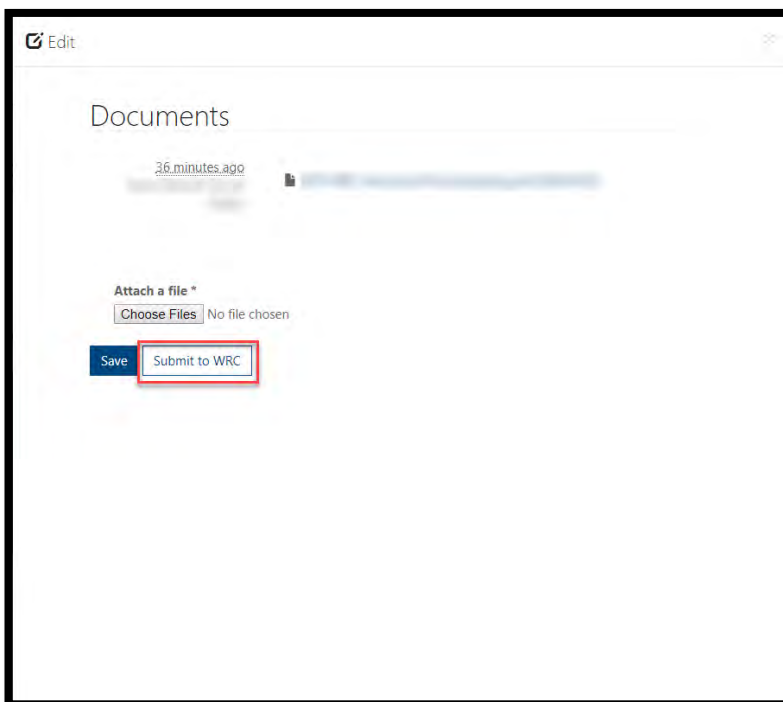 Edit
Documents
36 minutes ago
Attach a file *
Choose Files No file chosen
Save Submit to WRC